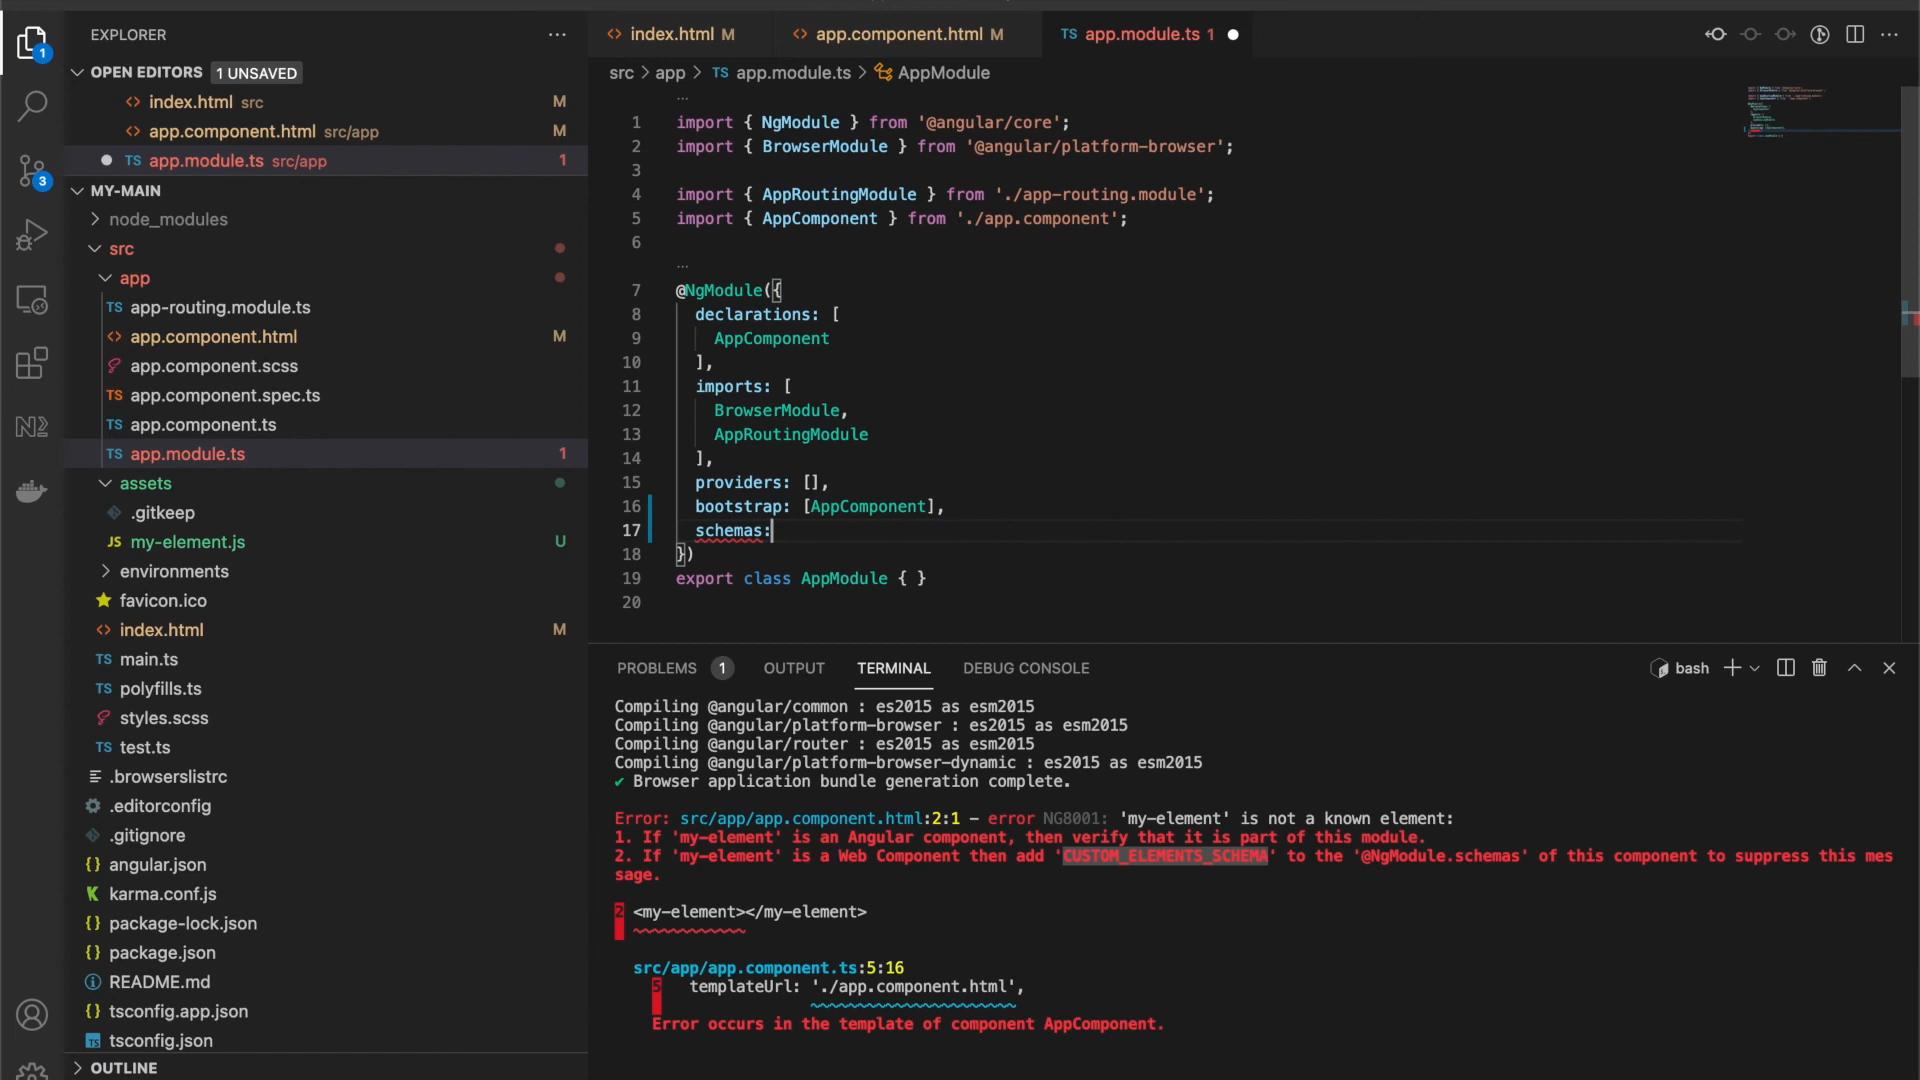 EXPLORER
OPEN EDITORS 1 UNSAVED
index.html src M
app.component.html src/app M
TS app.module.ts src/app 1
MY-MAIN
node_modules
src
app
TS app-routing.module.ts
app.component.html M
app.component.scss
TS app.component.spec.ts
TS app.component.ts
TS app.module.ts 1
assets
.gitkeep
JS my-element.js U
environments
favicon.ico
index.html M
TS main.ts
TS polyfills.ts
styles.scss
TS test.ts
.browserslistrc
.editorconfig
.gitignore
{} angular.json
karma.conf.js
{} package-lock.json
{} package.json
README.md
{} tsconfig.app.json
TS tsconfig.json
OUTLINE
1
3
index.html M
app.component.html M
TS app.module.ts 1
src > app > TS app.module.ts > AppModule
1 import { NgModule } from '@angular/core';
2 import { BrowserModule } from '@angular/platform-browser';
3
4 import { AppRoutingModule } from './app-routing.module';
5 import { AppComponent } from './app.component';
6
7 @NgModule({
8 declarations: [
9 AppComponent
10 ],
11 imports: [
12 BrowserModule,
13 AppRoutingModule
14 ],
15 providers: [],
16 bootstrap: [AppComponent],
17 schemas:
18 })
19 export class AppModule { }
20
PROBLEMS 1 OUTPUT TERMINAL DEBUG CONSOLE bash
Compiling @angular/common : es2015 as esm2015
Compiling @angular/platform-browser : es2015 as esm2015
Compiling @angular/router : es2015 as esm2015
Compiling @angular/platform-browser-dynamic : es2015 as esm2015
✔ Browser application bundle generation complete.
Error: src/app/app.component.html:2:1 - error NG8001: 'my-element' is not a known element:
1. If 'my-element' is an Angular component, then verify that it is part of this module.
2. If 'my-element' is a Web Component then add 'CUSTOM_ELEMENTS_SCHEMA' to the '@NgModule.schemas' of this component to suppress this mes
sage.
2 <my-element></my-element>
src/app/app.component.ts:5:16
5 templateUrl: './app.component.html',
Error occurs in the template of component AppComponent.